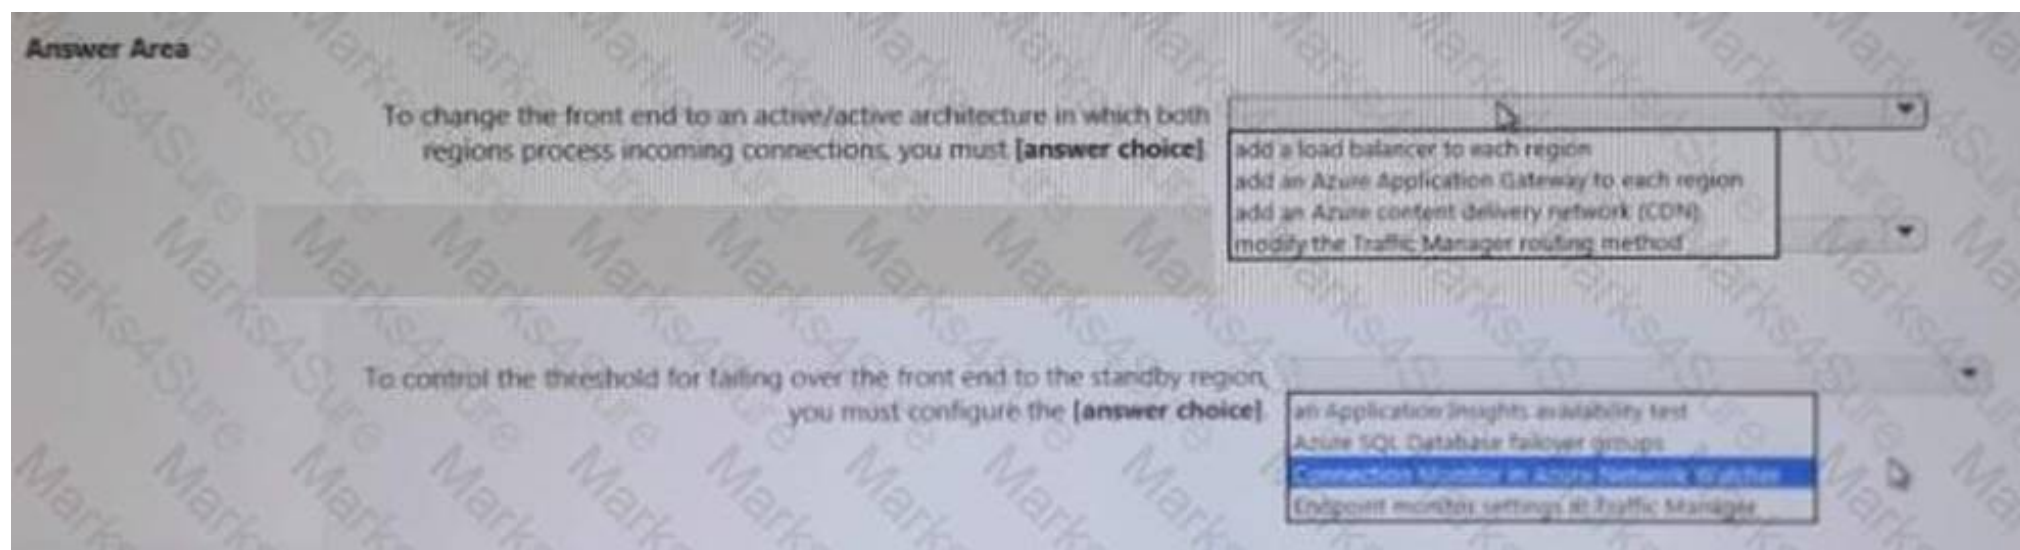 Answer Area
To change the front end to an active/active architecture in which both
regions process incoming connections, you must [answer choice]
add a load balancer to each region
add an Azure Application Gateway to each region
add an Azure content delivery network (CDN)
modify the Traffic Manager routing method
To control the threshold for failing over the front end to the standby region,
you must configure the [answer choice]
an Application Insights availability test
Azure SQL Database failover groups
Connection Monitor in Azure Network Watcher
Endpoint monitor settings in Traffic Manager
Marks4Sure